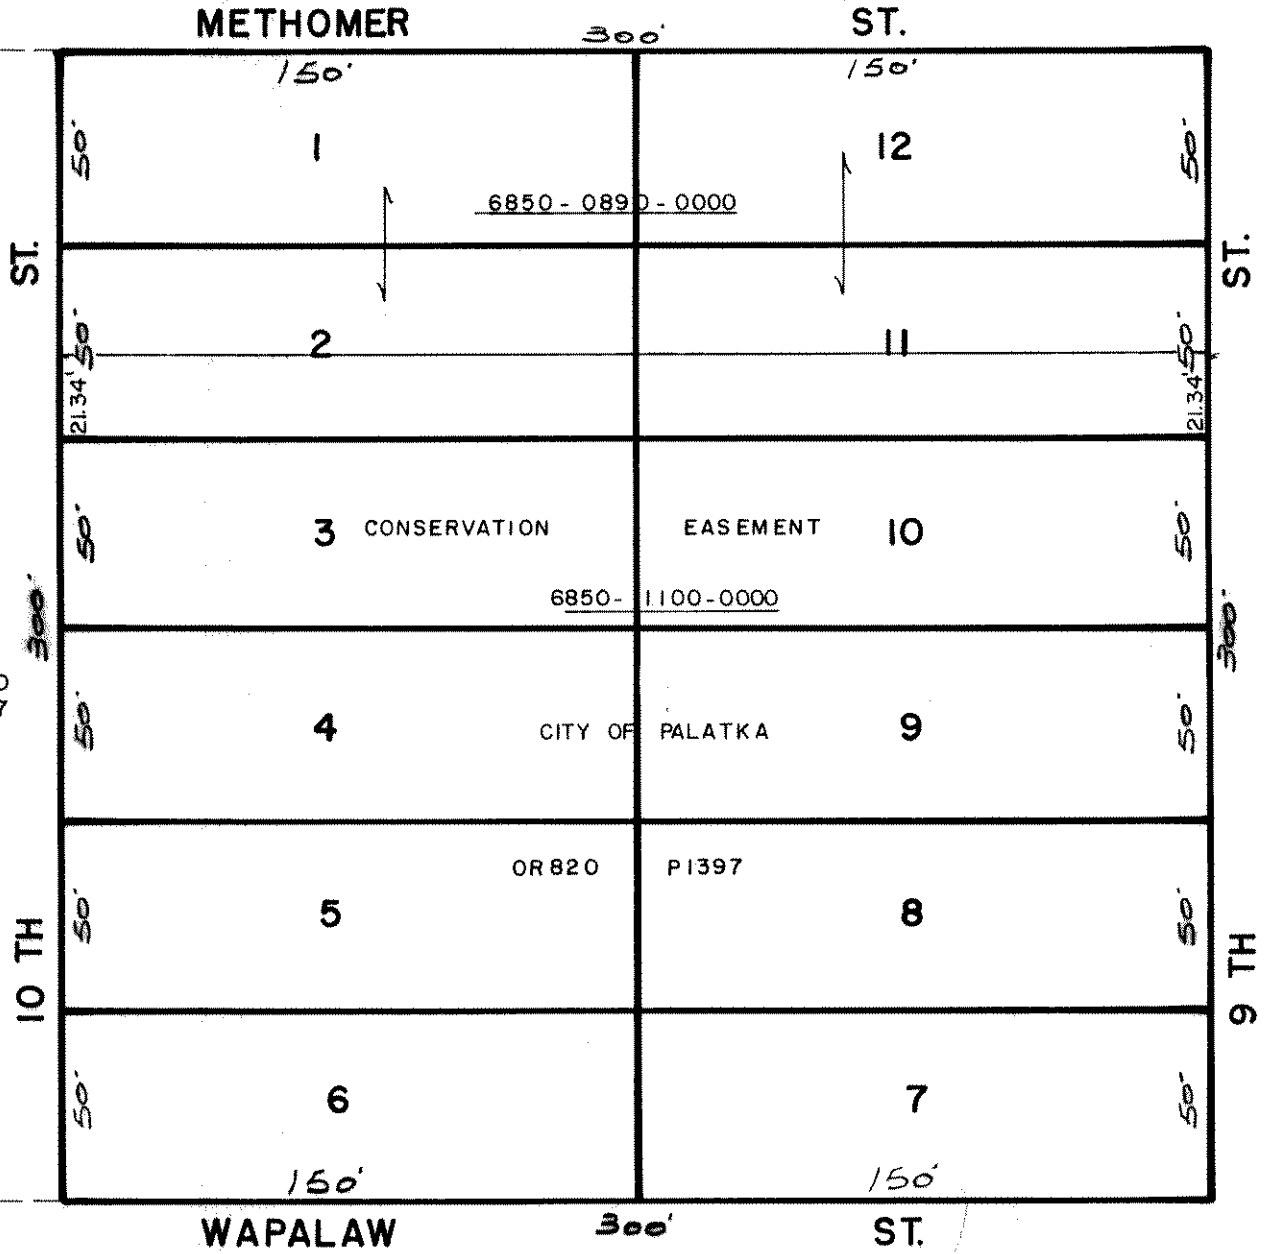 METHOMER 300' ST.
150' 150'
50' 1 12 50'
6850-0890-0000
ST. ST.
50' 2 11 50'
21.34' 21.34'
50' 3 CONSERVATION EASEMENT 10 50'
6850-1100-0000
300' 300'
50' 4 CITY OF PALATKA 9 50'
OR820 P1397
50' 5 8 50'
10 TH 9 TH
50' 6 7 50'
150' 150'
WAPALAW 300' ST.